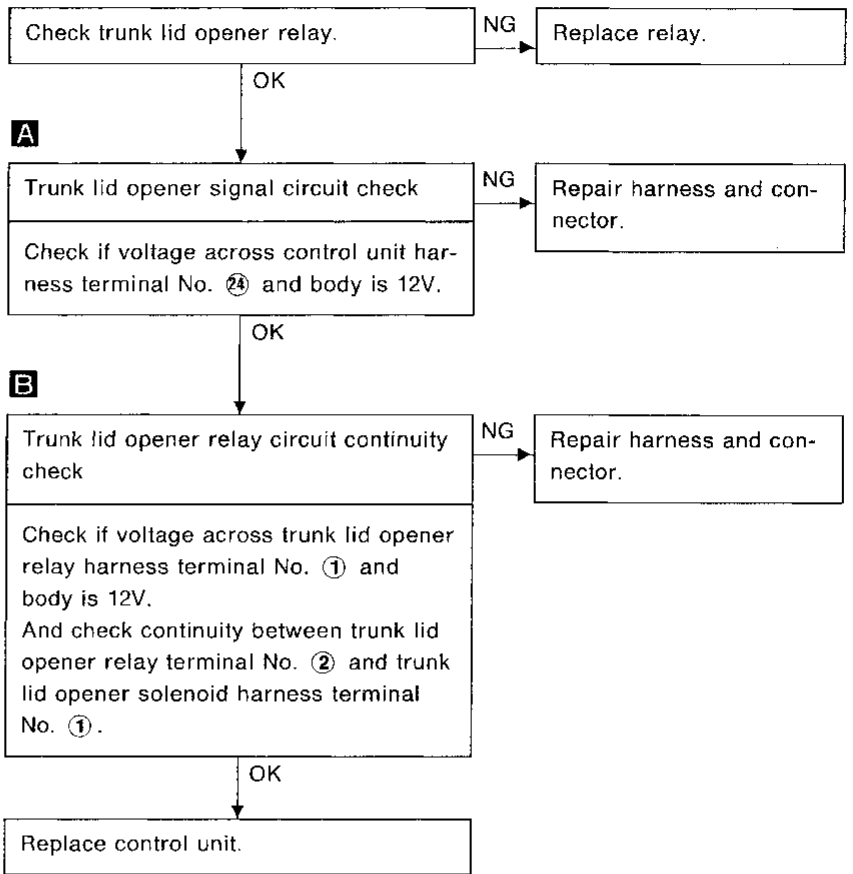 Check trunk lid opener relay.
NG
Replace relay.
OK
A
Trunk lid opener signal circuit check
NG
Repair harness and con-
nector.
Check if voltage across control unit har-
ness terminal No. ㉔ and body is 12V.
OK
B
Trunk lid opener relay circuit continuity
check
NG
Repair harness and con-
nector.
Check if voltage across trunk lid opener
relay harness terminal No. ① and
body is 12V.
And check continuity between trunk lid
opener relay terminal No. ② and trunk
lid opener solenoid harness terminal
No. ①.
OK
Replace control unit.